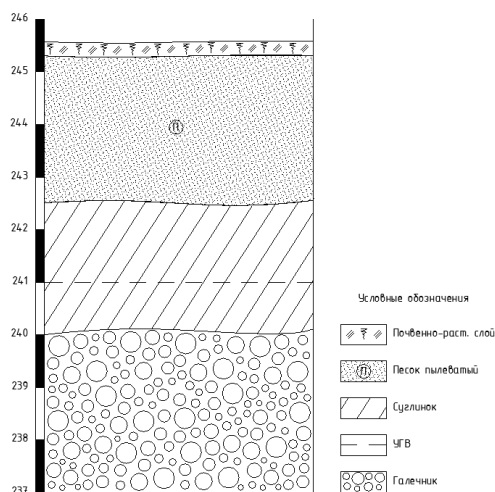 246
245
244
П
243
242
241
240
239
238
237
Условные обозначения
Почвенно-раст. слой
П Песок пылеватый
Суглинок
УГВ
Галечник